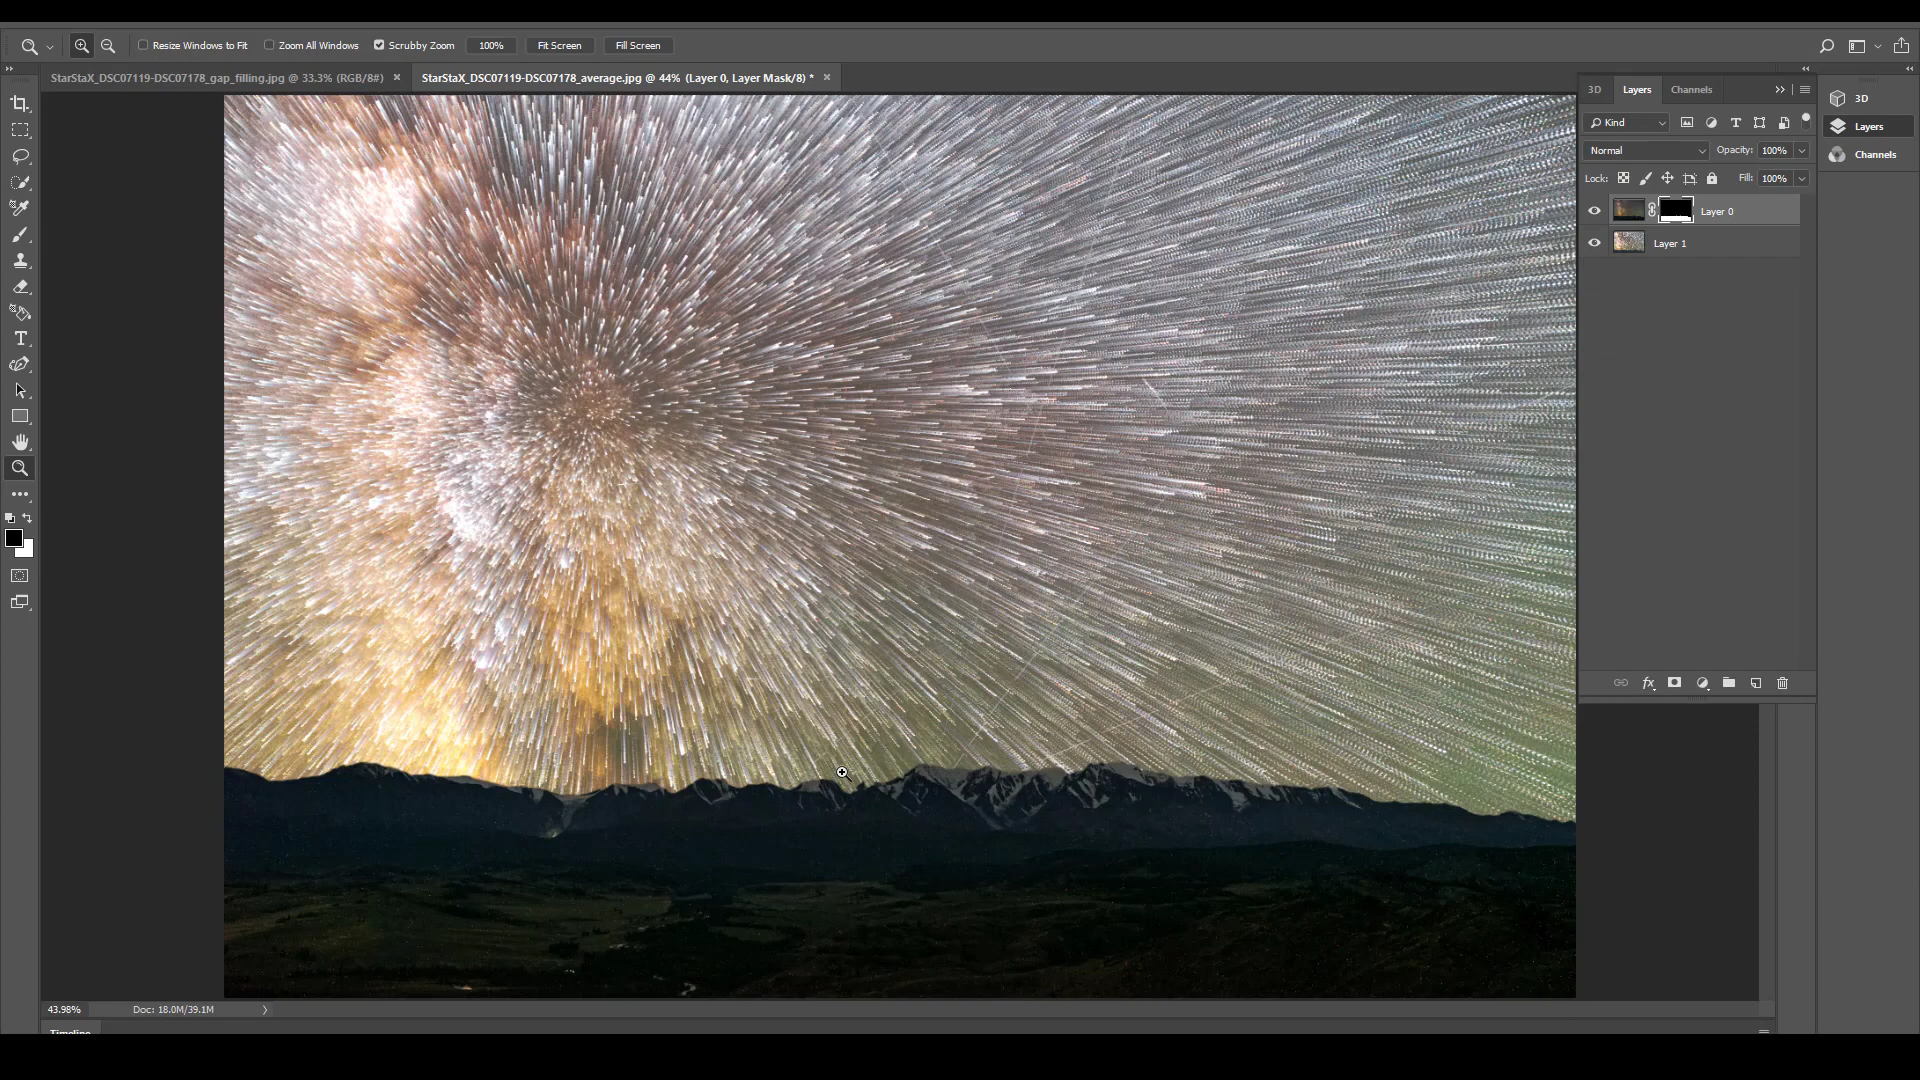 Resize Windows to Fit Zoom All Windows Scrubby Zoom 100% Fit Screen Fill Screen
StarStaX_DSC07119-DSC07178_gap_filling.jpg @ 33.3% (RGB/8#) × StarStaX_DSC07119-DSC07178_average.jpg @ 44% (Layer 0, Layer Mask/8) * ×
3D Layers Channels
Kind
Normal Opacity: 100%
Lock: Fill: 100%
Layer 0
Layer 1
fx
3D
Layers
Channels
43.98% Doc: 18.0M/39.1M
Timeline